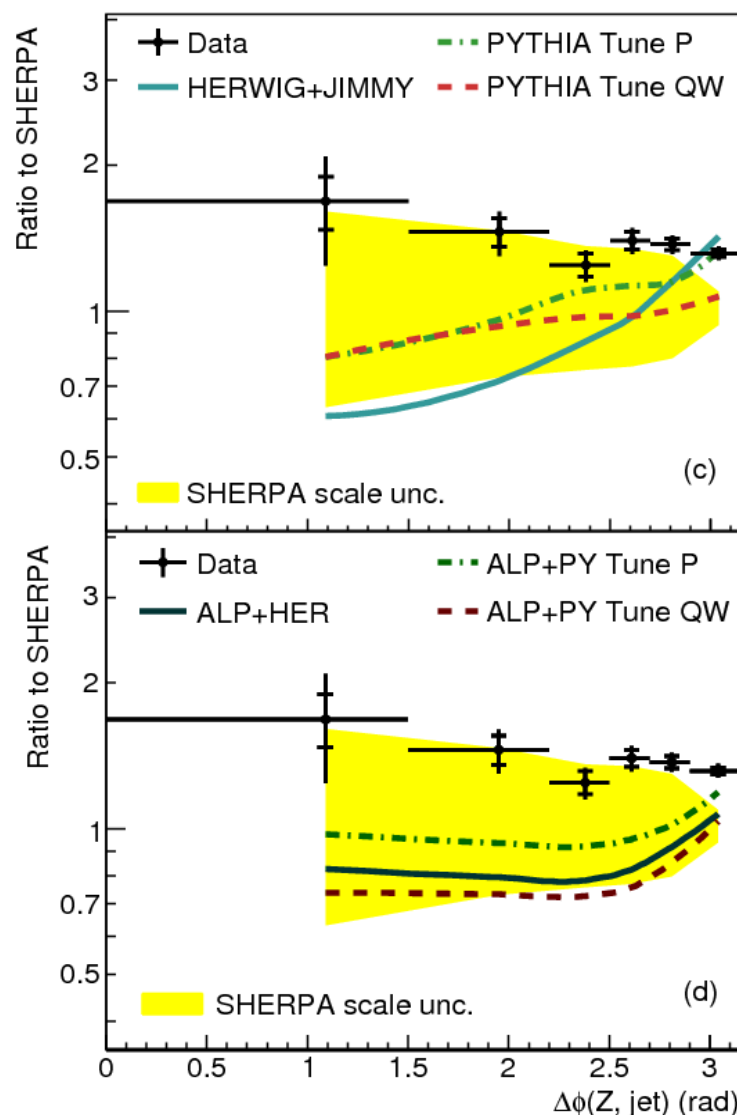 Data
PYTHIA Tune P
HERWIG+JIMMY
PYTHIA Tune QW
Ratio to SHERPA
3
2
1
0.7
0.5
(c)
SHERPA scale unc.
Data
ALP+PY Tune P
ALP+HER
ALP+PY Tune QW
Ratio to SHERPA
3
2
1
0.7
0.5
(d)
SHERPA scale unc.
0 0.5 1 1.5 2 2.5 3
Δϕ(Z, jet) (rad)